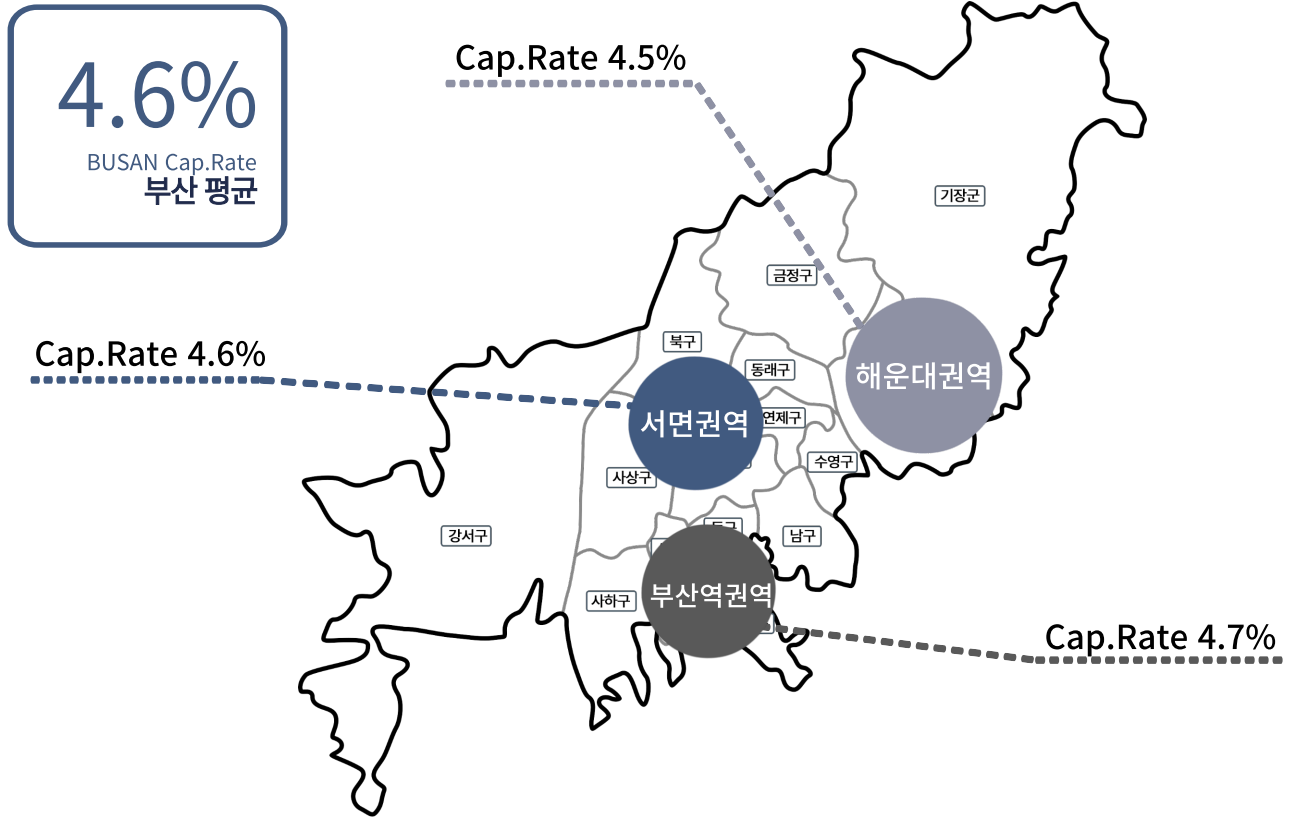 4.6%
BUSAN Cap.Rate
부산 평균
Cap.Rate 4.5%
기장군
금정구
북구
Cap.Rate 4.6%
동래구
해운대권역
연제구
서면권역
수영구
사상구
강서구
남구
부산역권역
사하구
Cap.Rate 4.7%